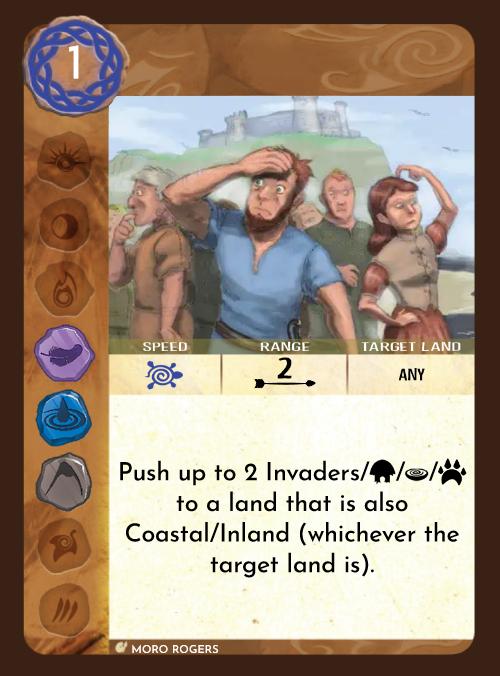 1
SPEED RANGE TARGET LAND
2 ANY
Push up to 2 Invaders/ / /
to a land that is also
Coastal/Inland (whichever the
target land is).
MORO ROGERS